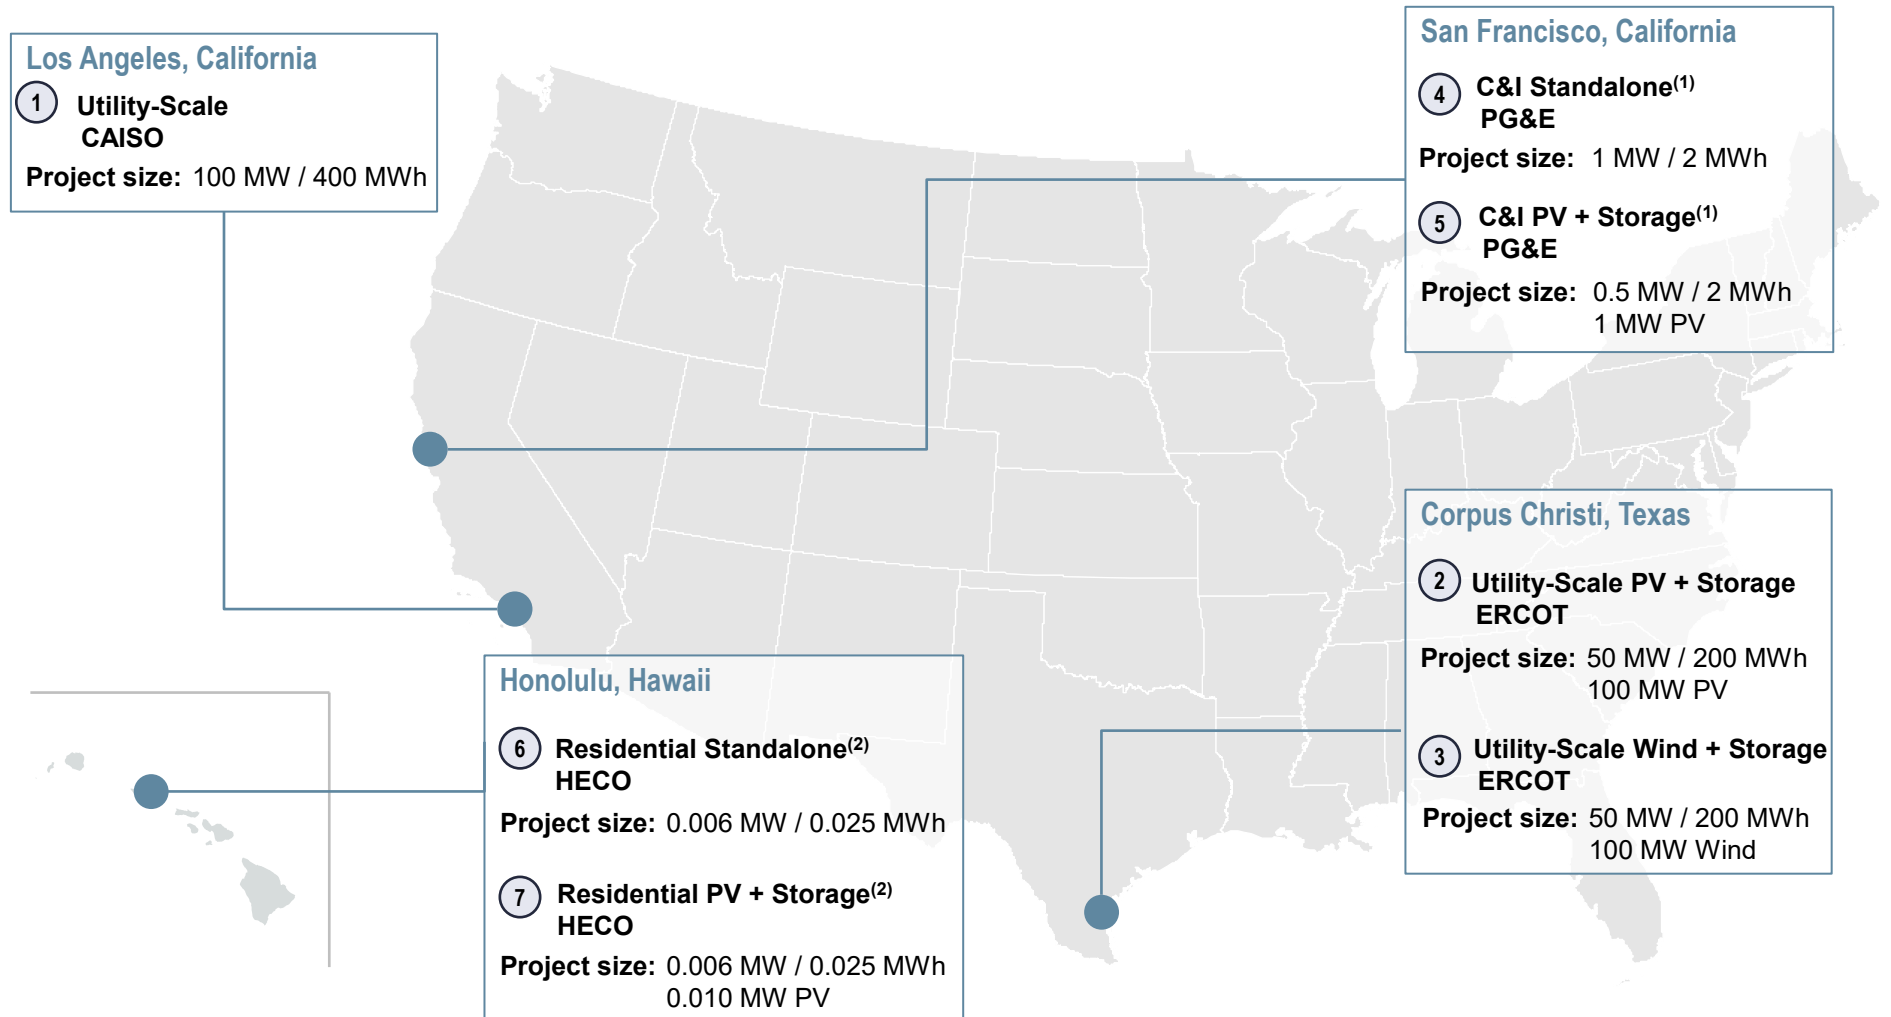 Los Angeles, California
1 Utility-Scale
CAISO
Project size: 100 MW / 400 MWh
San Francisco, California
4 C&I Standalone(1)
PG&E
Project size: 1 MW / 2 MWh
5 C&I PV + Storage(1)
PG&E
Project size: 0.5 MW / 2 MWh
1 MW PV
Corpus Christi, Texas
2 Utility-Scale PV + Storage
ERCOT
Project size: 50 MW / 200 MWh
100 MW PV
3 Utility-Scale Wind + Storage
ERCOT
Project size: 50 MW / 200 MWh
100 MW Wind
Honolulu, Hawaii
6 Residential Standalone(2)
HECO
Project size: 0.006 MW / 0.025 MWh
7 Residential PV + Storage(2)
HECO
Project size: 0.006 MW / 0.025 MWh
0.010 MW PV